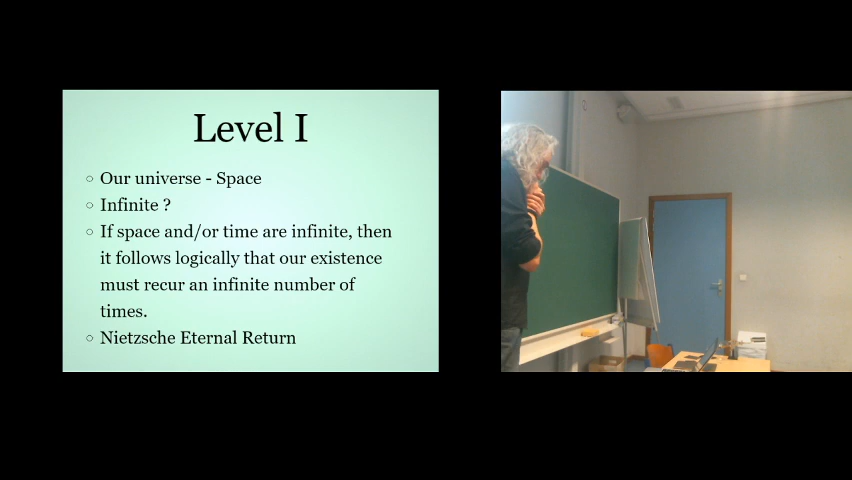 Level I
Our universe - Space
Infinite ?
If space and/or time are infinite, then
it follows logically that our existence
must recur an infinite number of
times.
Nietzsche Eternal Return